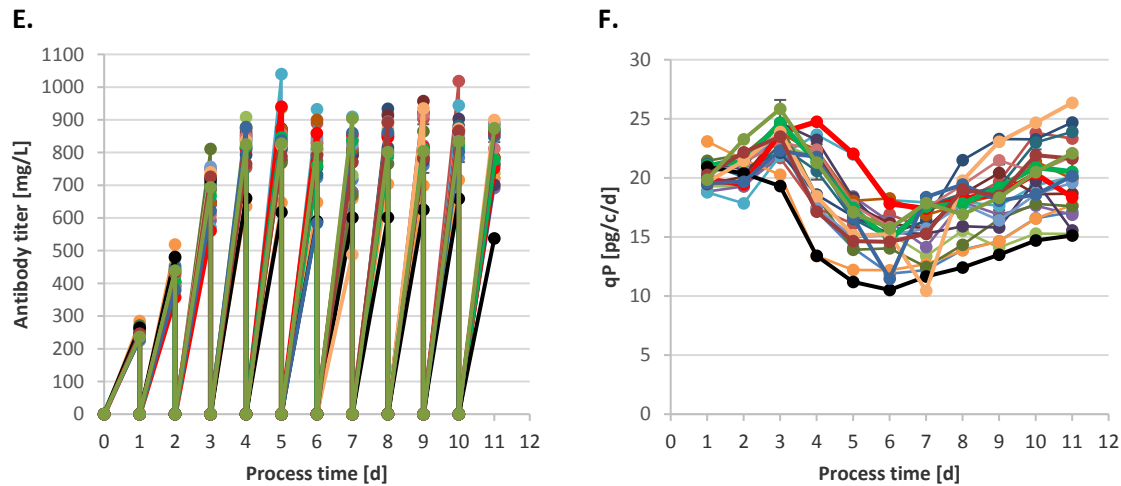 E.
Antibody titer [mg/L]
1100
1000
900
800
700
600
500
400
300
200
100
0
0 1 2 3 4 5 6 7 8 9 10 11 12
Process time [d]
F.
qP [pg/c/d]
30
25
20
15
10
5
0
0 1 2 3 4 5 6 7 8 9 10 11 12
Process time [d]